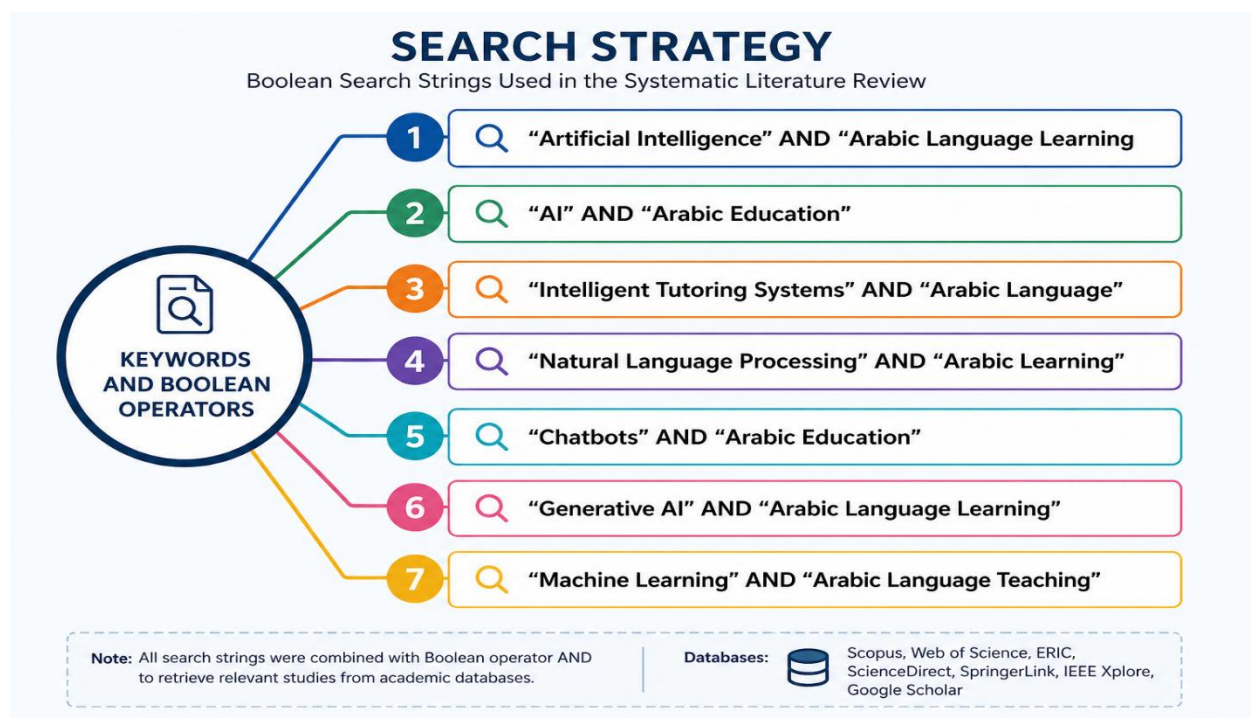 SEARCH STRATEGY
Boolean Search Strings Used in the Systematic Literature Review
KEYWORDS
AND BOOLEAN
OPERATORS
1 “Artificial Intelligence” AND “Arabic Language Learning
2 “AI” AND “Arabic Education”
3 “Intelligent Tutoring Systems” AND “Arabic Language”
4 “Natural Language Processing” AND “Arabic Learning”
5 “Chatbots” AND “Arabic Education”
6 “Generative AI” AND “Arabic Language Learning”
7 “Machine Learning” AND “Arabic Language Teaching”
Note: All search strings were combined with Boolean operator AND
to retrieve relevant studies from academic databases.
Databases:
Scopus, Web of Science, ERIC,
ScienceDirect, SpringerLink, IEEE Xplore,
Google Scholar